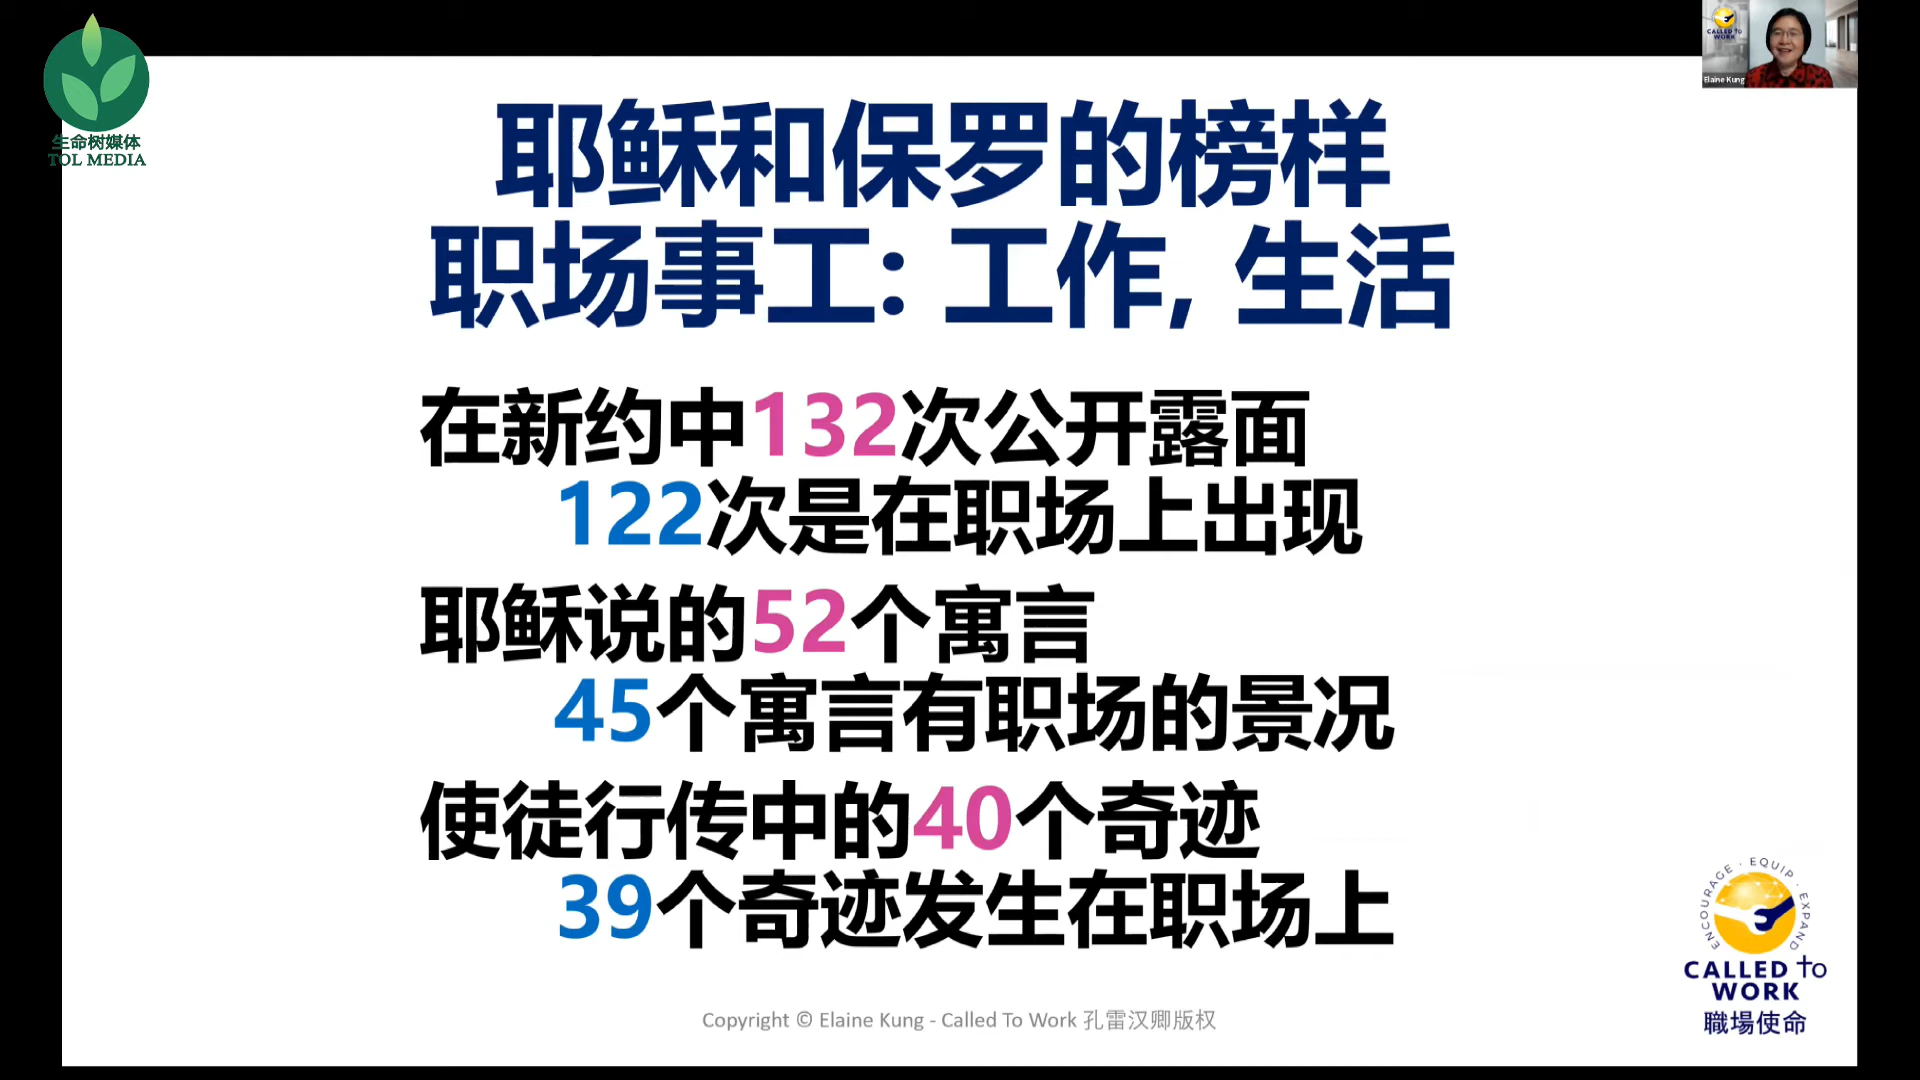 生命树媒体
TOL MEDIA
CALLED TO
WORK
Elaine Kung
耶稣和保罗的榜样
职场事工: 工作, 生活
在新约中132次公开露面
122次是在职场上出现
耶稣说的52个寓言
45个寓言有职场的景况
使徒行传中的40个奇迹
39个奇迹发生在职场上
ENCOURAGE · EQUIP · EXPAND
CALLED TO
WORK
職場使命
Copyright © Elaine Kung - Called To Work 孔雷汉卿版权